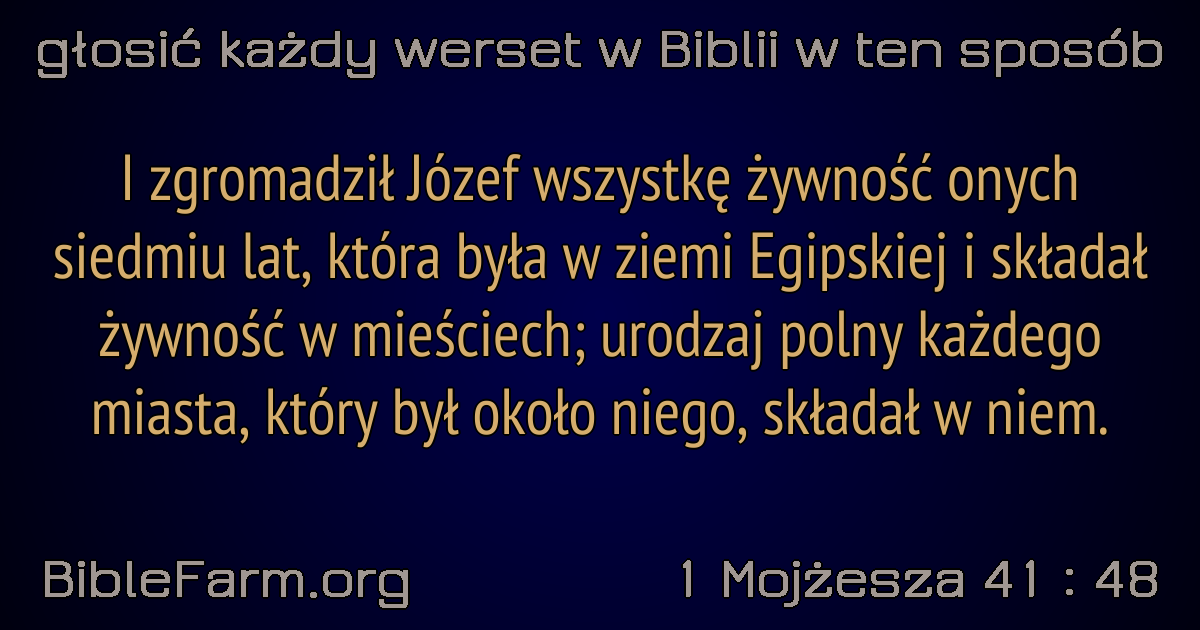 głosić każdy werset w Biblii w ten sposób
I zgromadził Józef wszystkę żywność onych
siedmiu lat, która była w ziemi Egipskiej i składał
żywność w mieściech; urodzaj polny każdego
miasta, który był około niego, składał w niem.
BibleFarm.org
1 Mojżesza 41 : 48